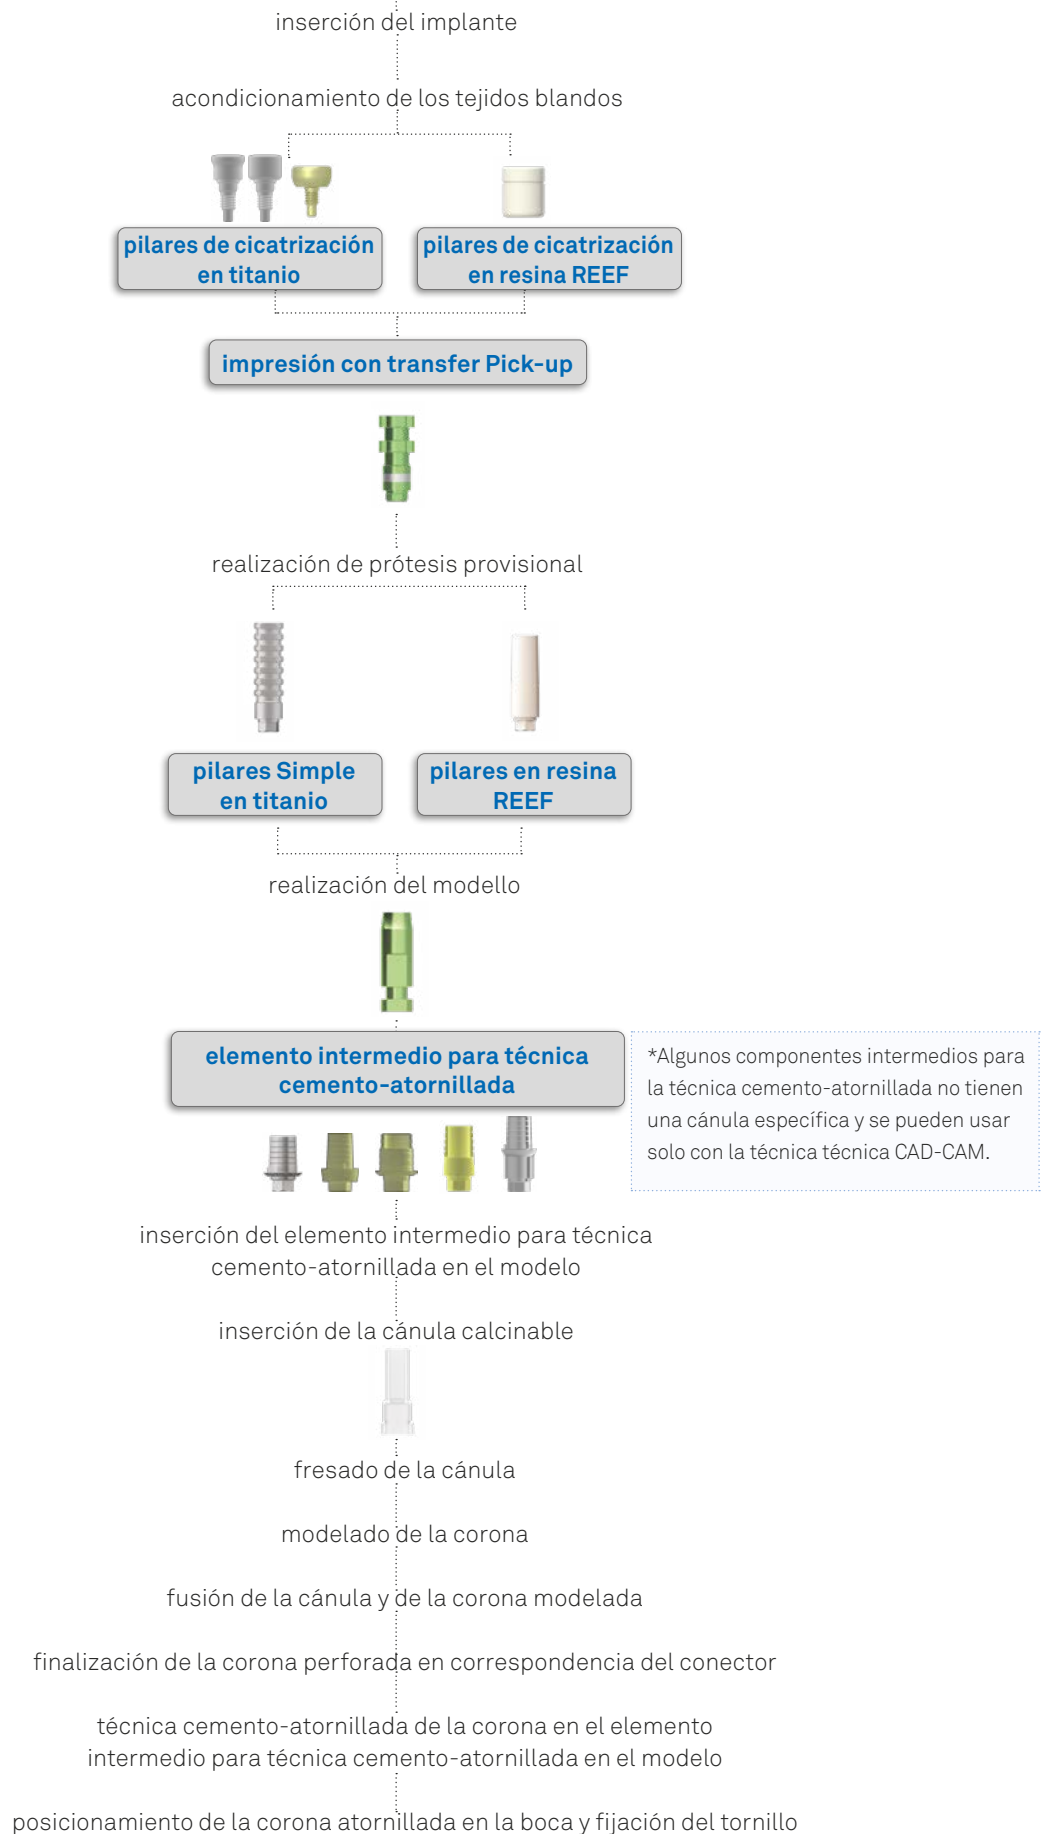 inserción del implante
acondicionamiento de los tejidos blandos
pilares de cicatrización
en titanio
pilares de cicatrización
en resina REEF
impresión con transfer Pick-up
realización de prótesis provisional
pilares Simple
en titanio
pilares en resina
REEF
realización del modello
elemento intermedio para técnica
cemento-atornillada
*Algunos componentes intermedios para
la técnica cemento-atornillada no tienen
una cánula específica y se pueden usar
solo con la técnica técnica CAD-CAM.
inserción del elemento intermedio para técnica
cemento-atornillada en el modelo
inserción de la cánula calcinable
fresado de la cánula
modelado de la corona
fusión de la cánula y de la corona modelada
finalización de la corona perforada en correspondencia del conector
técnica cemento-atornillada de la corona en el elemento
intermedio para técnica cemento-atornillada en el modelo
posicionamiento de la corona atornillada en la boca y fijación del tornillo